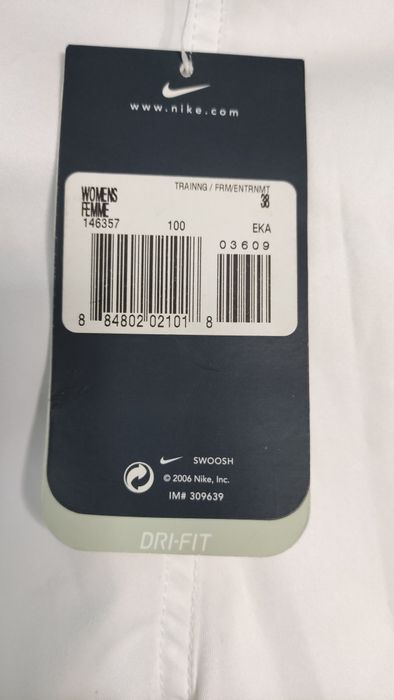 www.nike.com
WOMENS
FEMME
TRAINNG / FRM/ENTRNMT
38
146357 100 EKA
03609
8 84802 02101 8
SWOOSH
© 2006 Nike, Inc.
IM# 309639
DRI-FIT